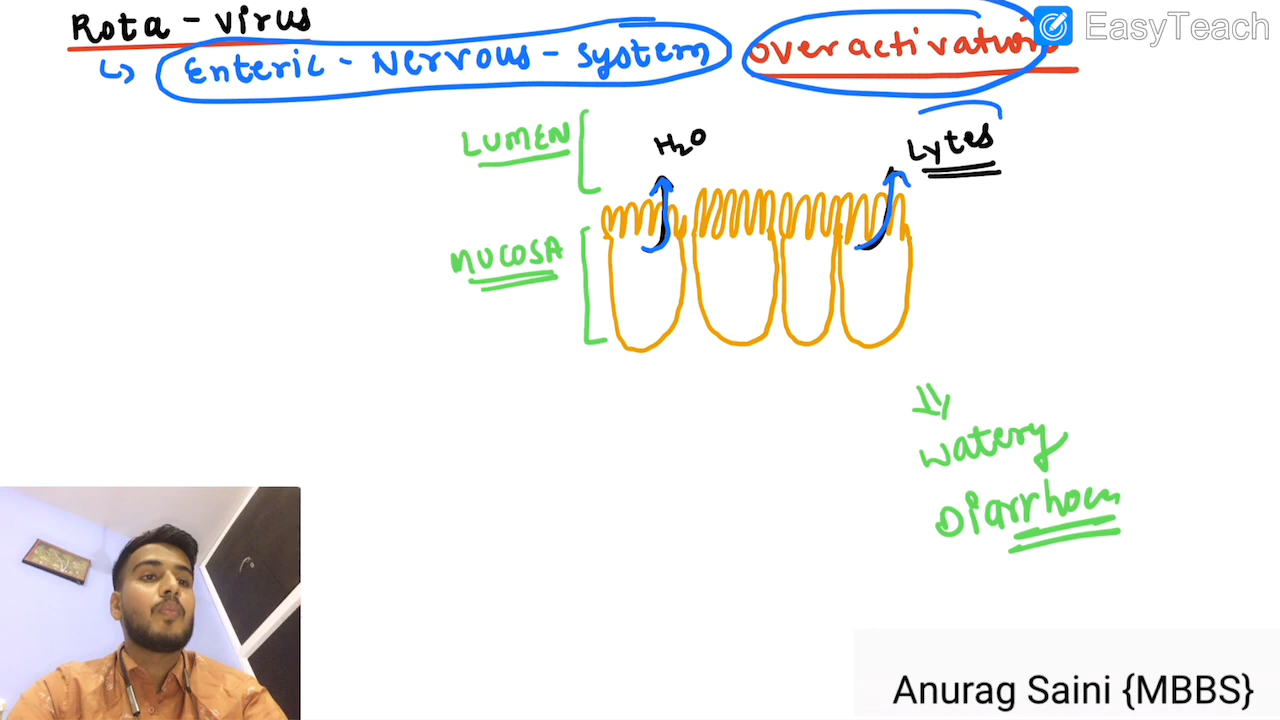 Rota - Virus
EasyTeach
↳ Enteric - Nervous - system overactivation
LUMEN
H₂O
Lytes
MUCOSA
⇓
Watery
Diarrhoea
Anurag Saini {MBBS}